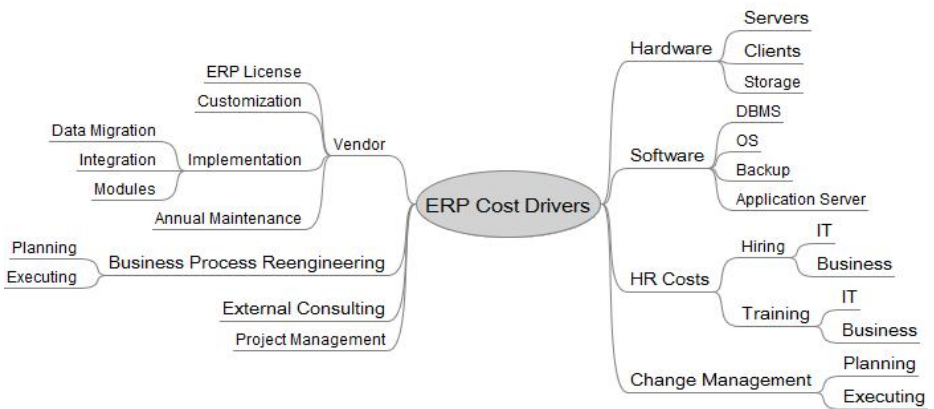 ERP Cost Drivers
Vendor
ERP License
Customization
Implementation
Data Migration
Integration
Modules
Annual Maintenance
Business Process Reengineering
Planning
Executing
External Consulting
Project Management
Hardware
Servers
Clients
Storage
Software
DBMS
OS
Backup
Application Server
HR Costs
Hiring
IT
Business
Training
IT
Business
Change Management
Planning
Executing